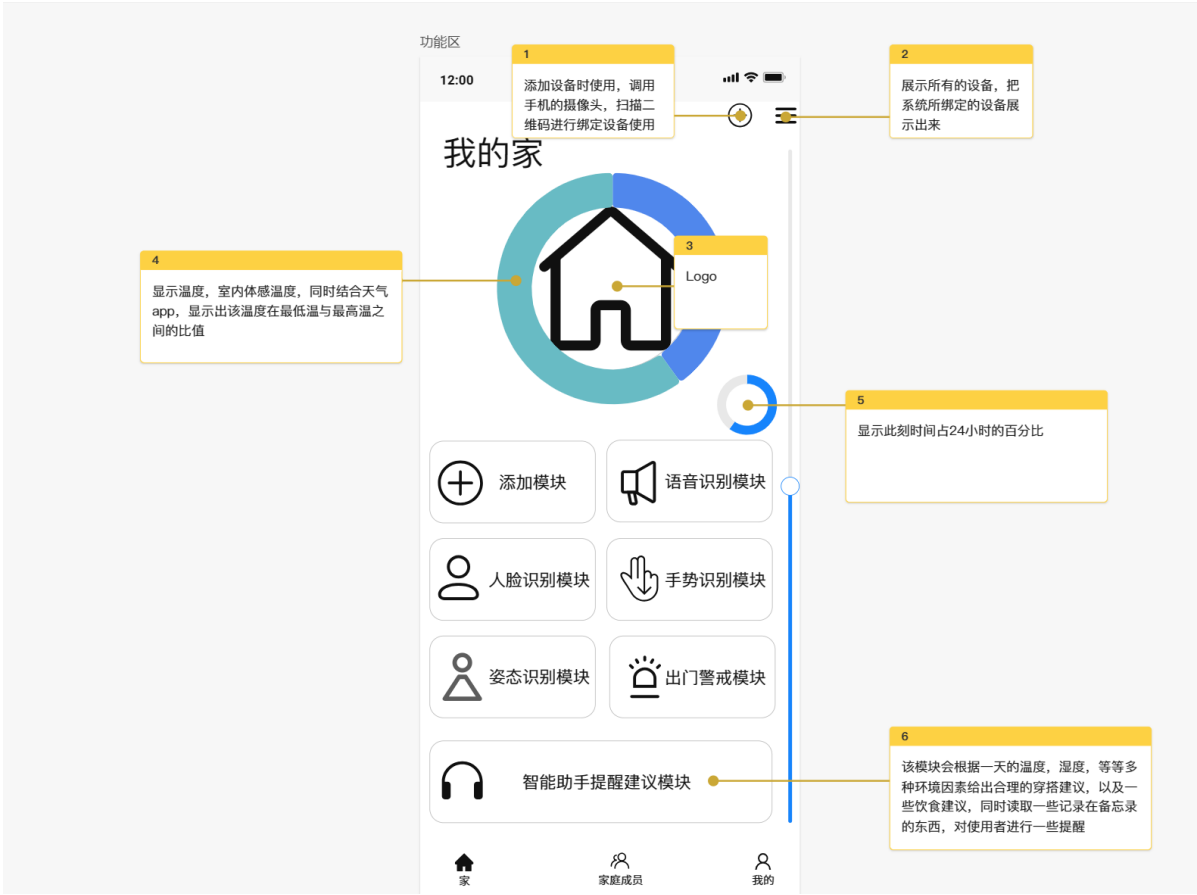 功能区
12:00
1
添加设备时使用，调用
手机的摄像头，扫描二
维码进行绑定设备使用
2
展示所有的设备，把
系统所绑定的设备展
示出来
我的家
3
Logo
4
显示温度，室内体感温度，同时结合天气
app，显示出该温度在最低温与最高温之
间的比值
5
显示此刻时间占24小时的百分比
添加模块
语音识别模块
人脸识别模块
手势识别模块
姿态识别模块
出门警戒模块
6
该模块会根据一天的温度，湿度，等等多
种环境因素给出合理的穿搭建议，以及一
些饮食建议，同时读取一些记录在备忘录
的东西，对使用者进行一些提醒
智能助手提醒建议模块
家
家庭成员
我的